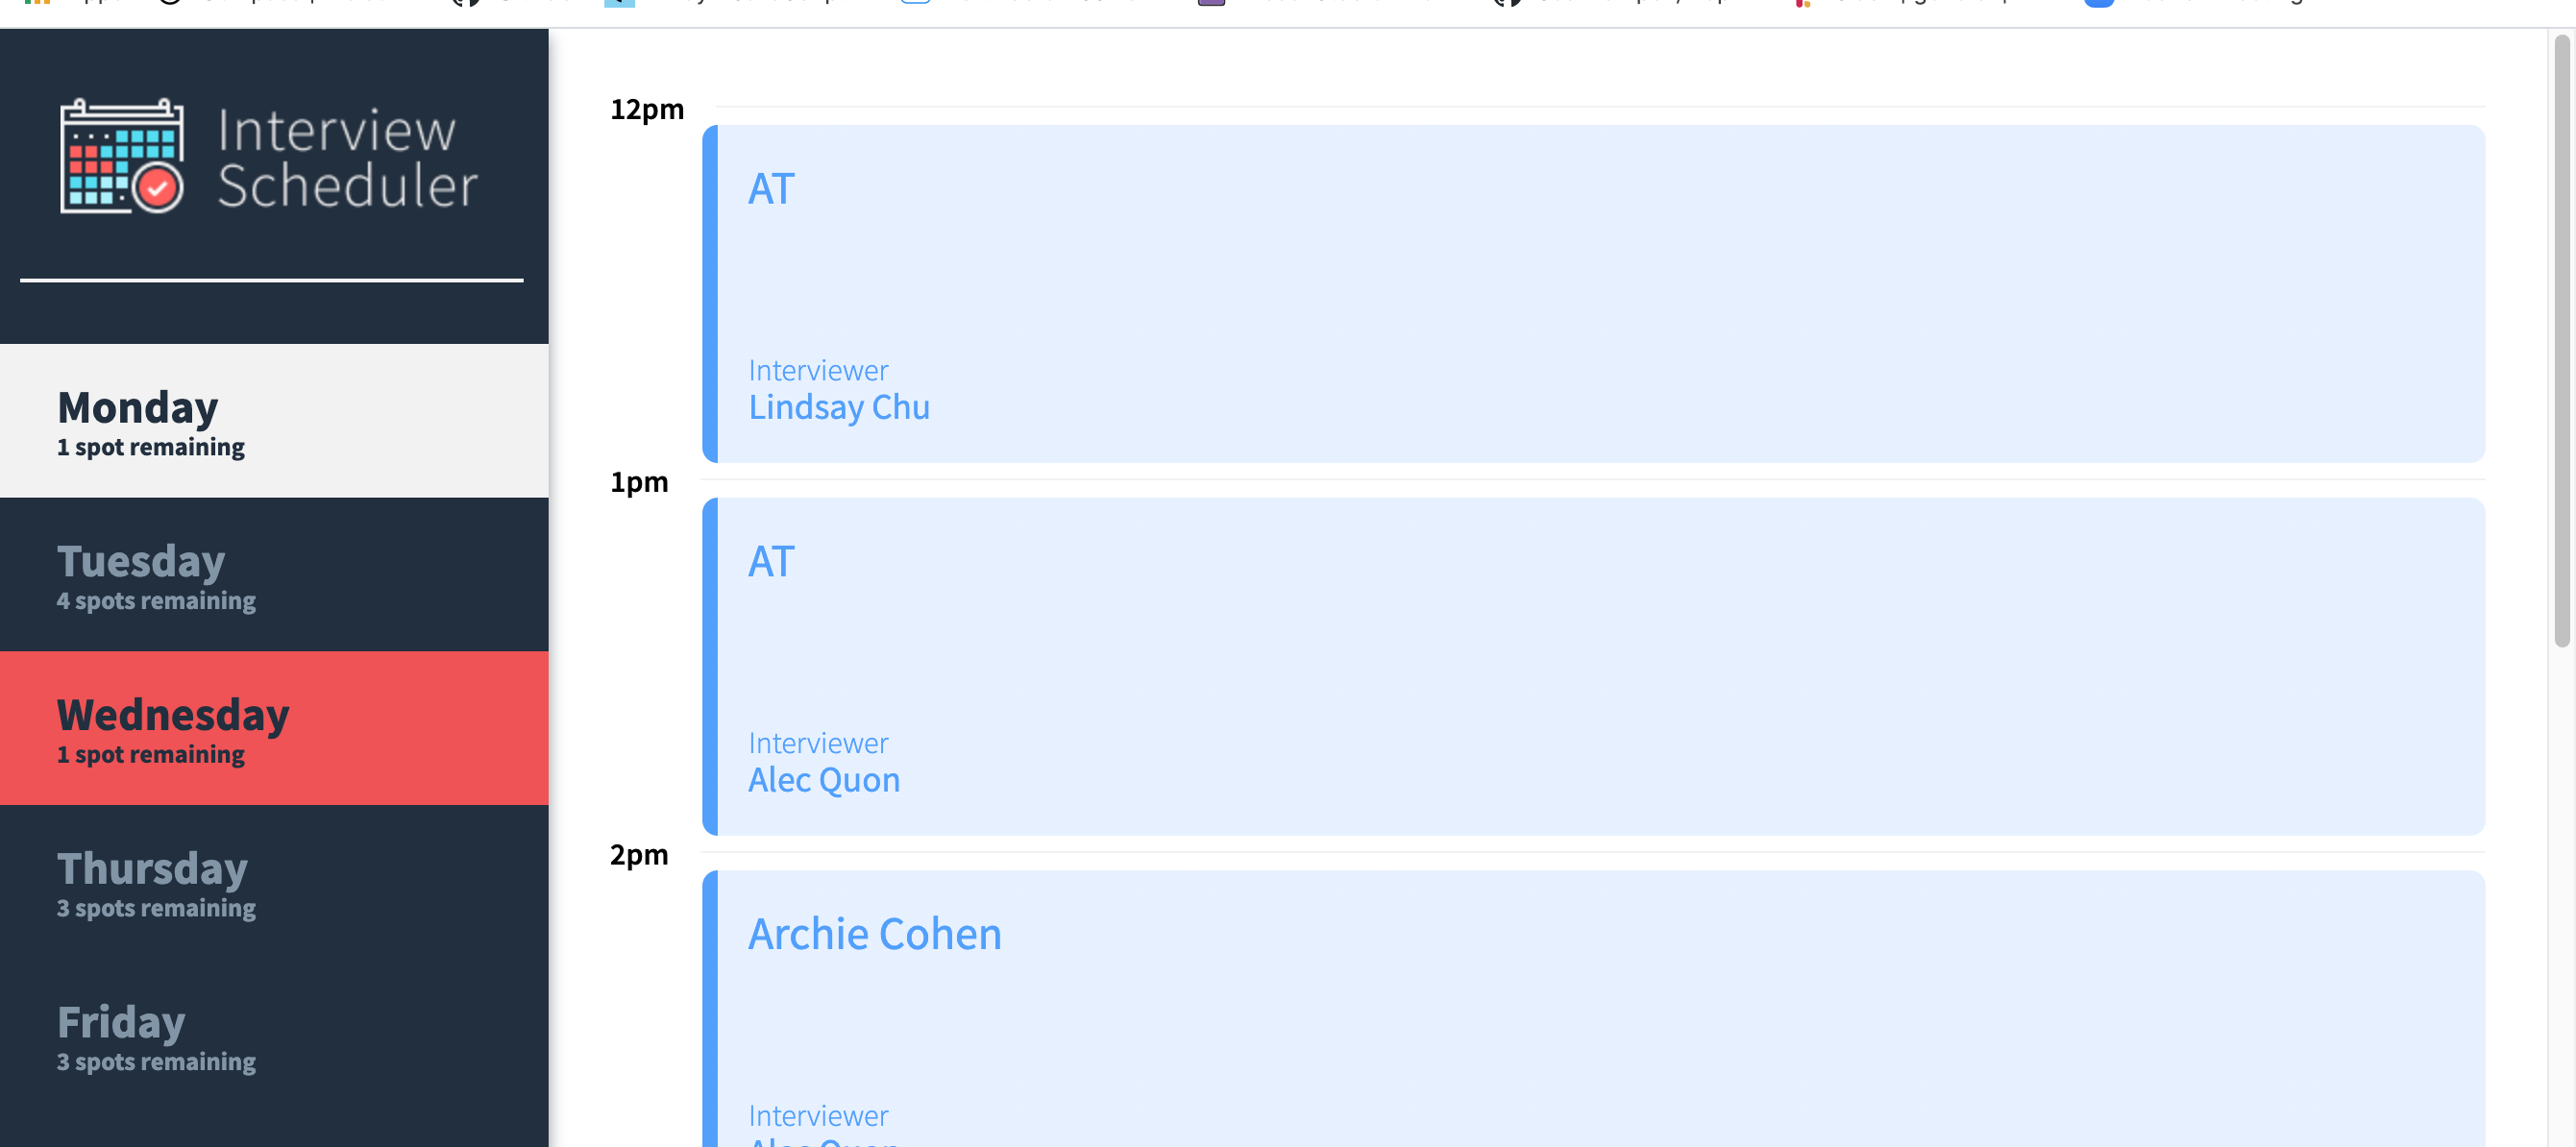 Interview
Scheduler
Monday
1 spot remaining
Tuesday
4 spots remaining
Wednesday
1 spot remaining
Thursday
3 spots remaining
Friday
3 spots remaining
12pm
AT
Interviewer
Lindsay Chu
1pm
AT
Interviewer
Alec Quon
2pm
Archie Cohen
Interviewer